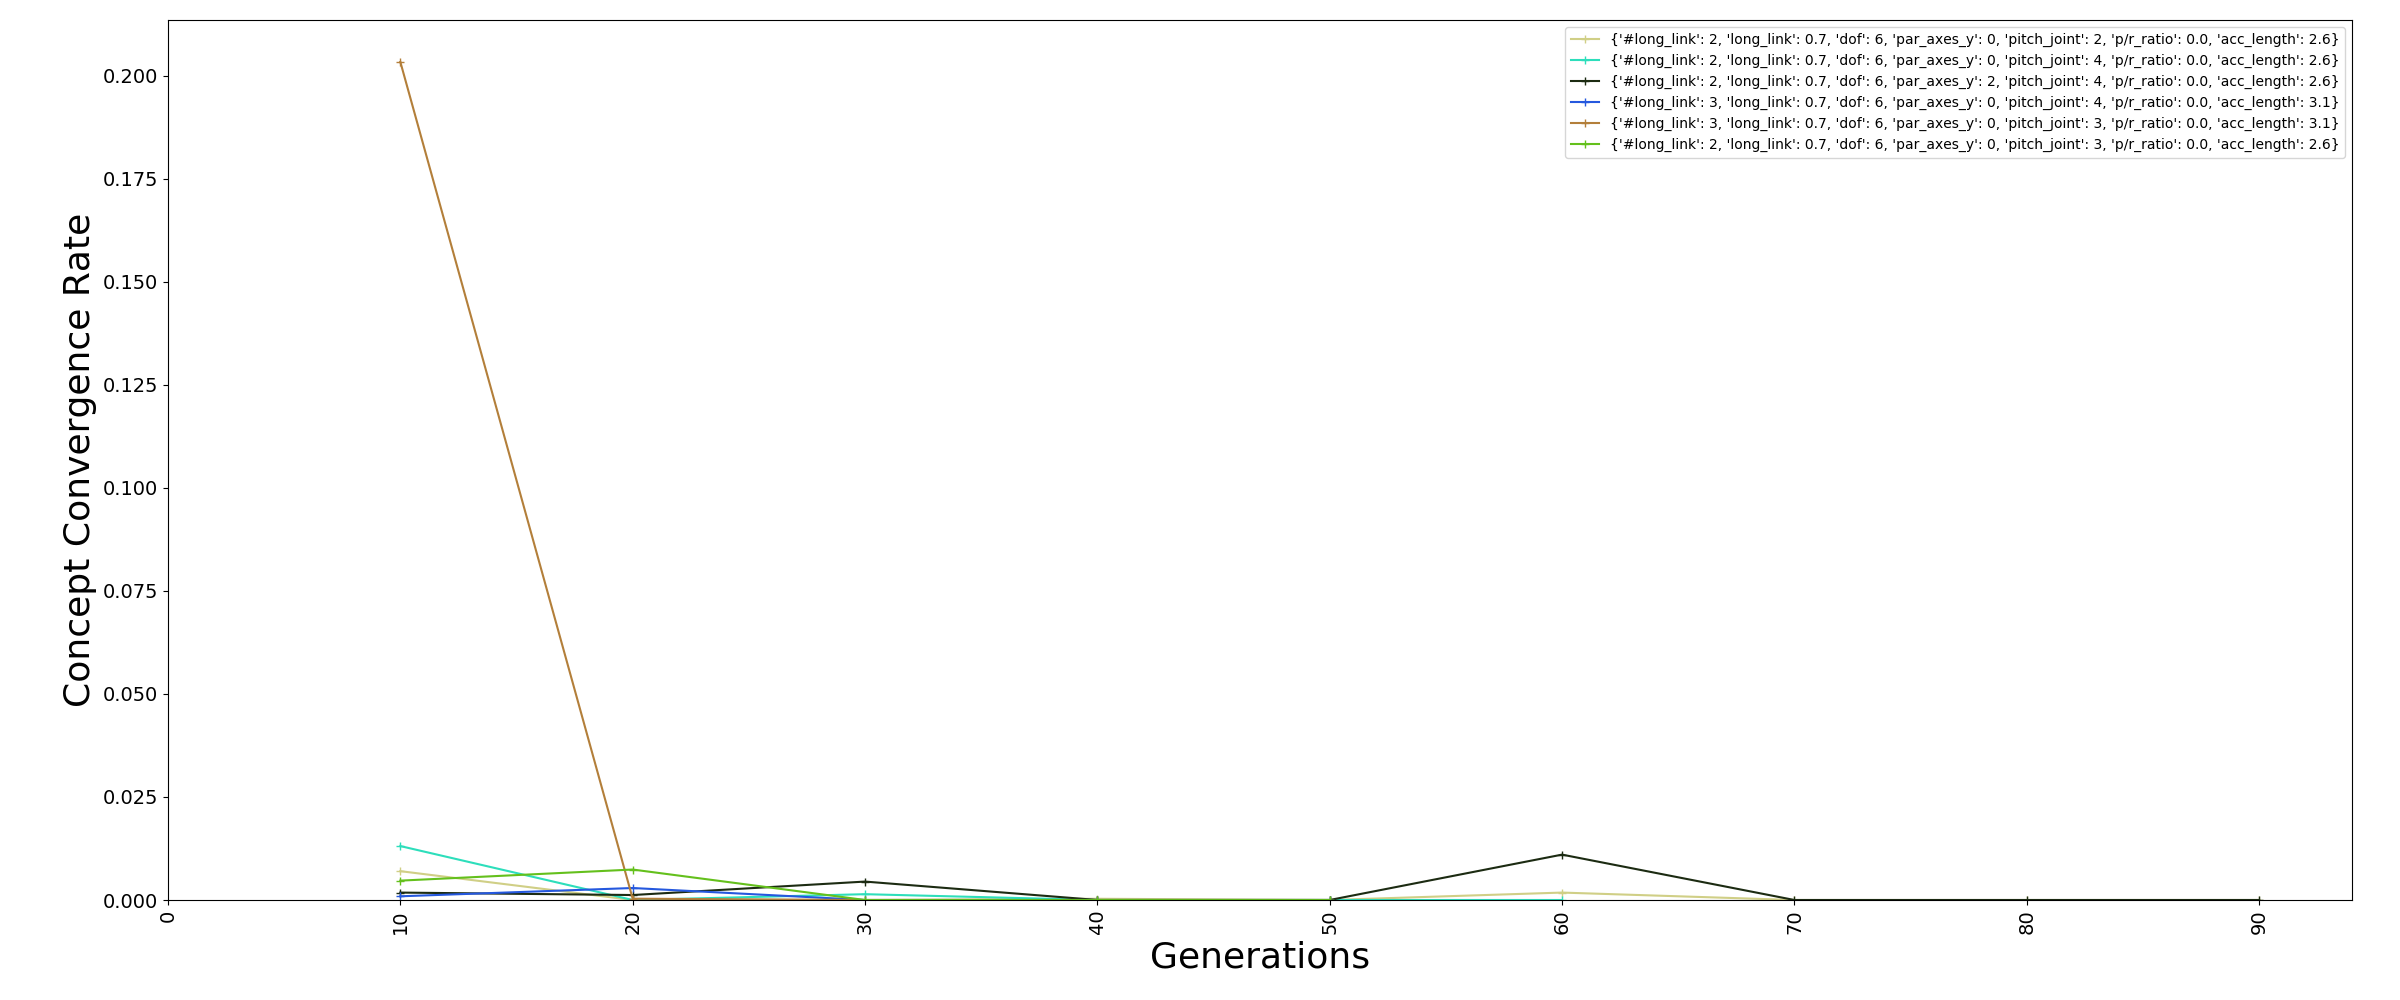 {'#long_link': 2, 'long_link': 0.7, 'dof': 6, 'par_axes_y': 0, 'pitch_joint': 2, 'p/r_ratio': 0.0, 'acc_length': 2.6}
{'#long_link': 2, 'long_link': 0.7, 'dof': 6, 'par_axes_y': 0, 'pitch_joint': 4, 'p/r_ratio': 0.0, 'acc_length': 2.6}
{'#long_link': 2, 'long_link': 0.7, 'dof': 6, 'par_axes_y': 2, 'pitch_joint': 4, 'p/r_ratio': 0.0, 'acc_length': 2.6}
{'#long_link': 3, 'long_link': 0.7, 'dof': 6, 'par_axes_y': 0, 'pitch_joint': 4, 'p/r_ratio': 0.0, 'acc_length': 3.1}
{'#long_link': 3, 'long_link': 0.7, 'dof': 6, 'par_axes_y': 0, 'pitch_joint': 3, 'p/r_ratio': 0.0, 'acc_length': 3.1}
{'#long_link': 2, 'long_link': 0.7, 'dof': 6, 'par_axes_y': 0, 'pitch_joint': 3, 'p/r_ratio': 0.0, 'acc_length': 2.6}
Concept Convergence Rate
0.200
0.175
0.150
0.125
0.100
0.075
0.050
0.025
0.000
0
10
20
30
40
50
60
70
80
90
Generations